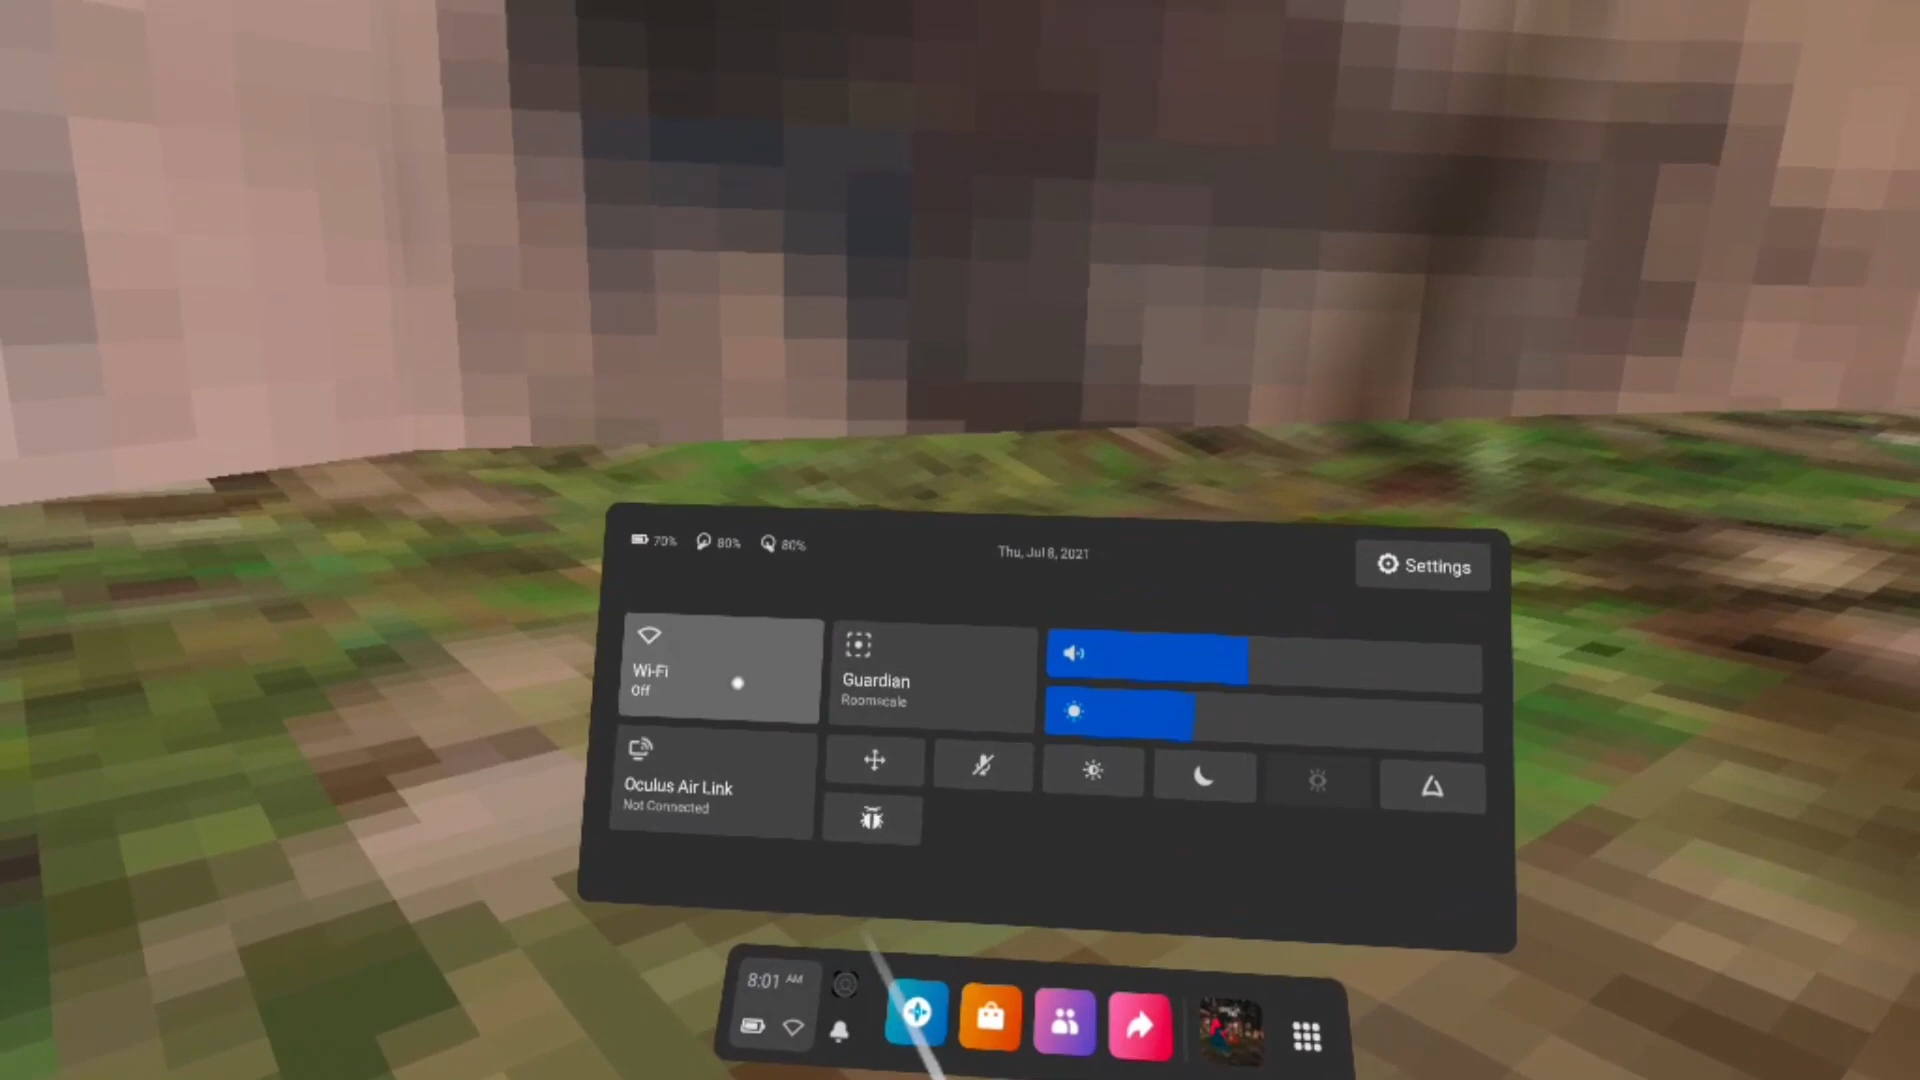 70% 80% 80%
Thu, Jul 8, 2021
Settings
Wi-Fi
Off
Guardian
Roomscale
Oculus Air Link
Not Connected
8:01 AM